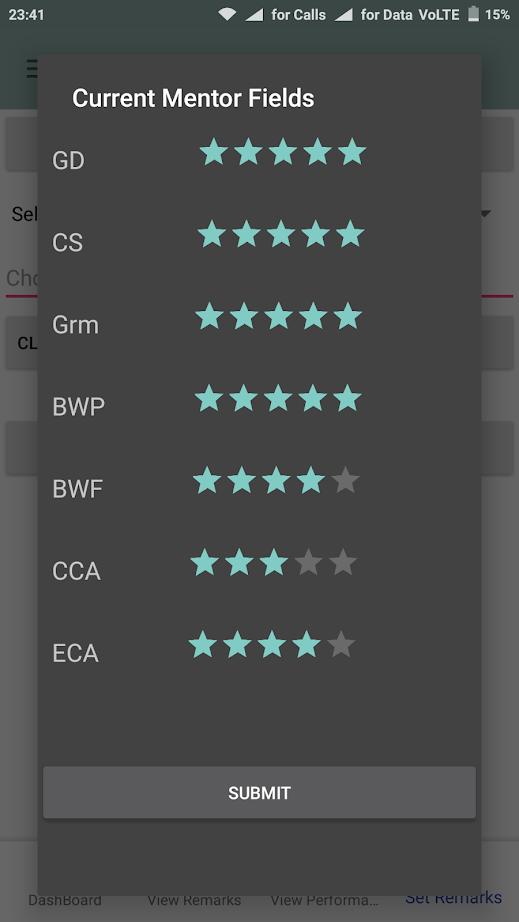 23:41 for Calls for Data VoLTE 15%
Current Mentor Fields
GD
Sel
CS
Cho
Grm
CL
BWP
BWF
CCA
ECA
SUBMIT
DashBoard View Remarks View Performa... Set Remarks